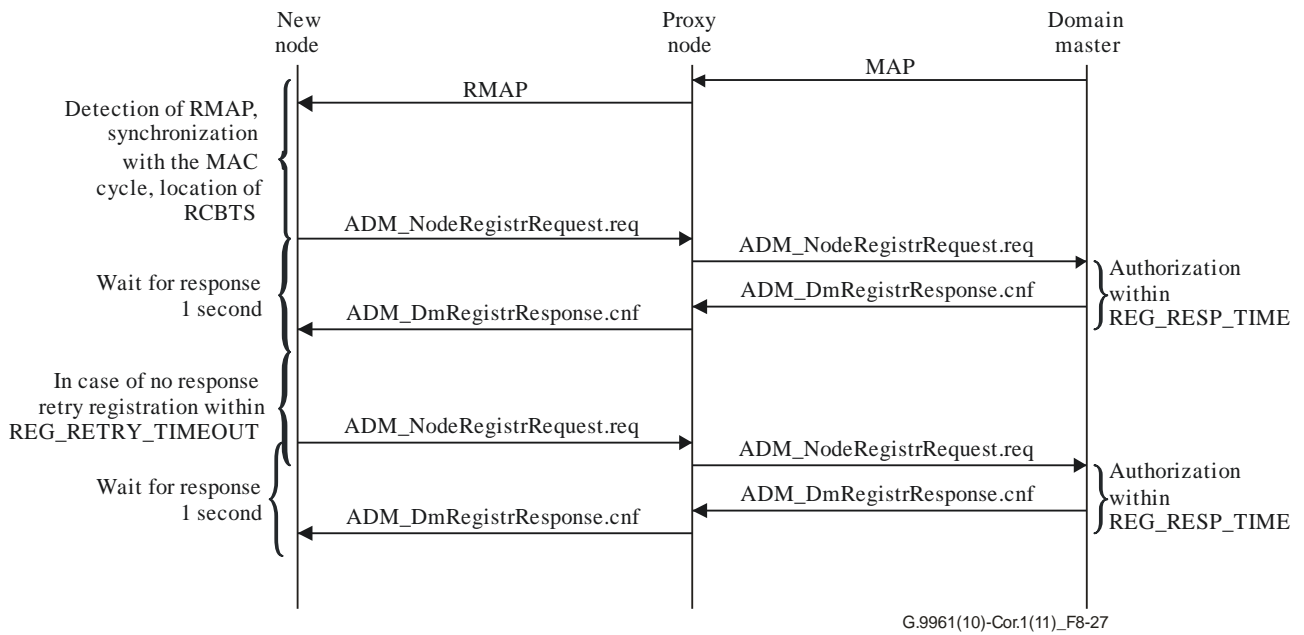 New
node
Proxy
node
Domain
master
MAP
RMAP
Detection of RMAP,
synchronization
with the MAC
cycle, location of
RCBTS
ADM_NodeRegistrRequest.req
ADM_NodeRegistrRequest.req
Wait for response
1 second
Authorization
within
REG_RESP_TIME
ADM_DmRegistrResponse.cnf
ADM_DmRegistrResponse.cnf
In case of no response
retry registration within
REG_RETRY_TIMEOUT
ADM_NodeRegistrRequest.req
ADM_NodeRegistrRequest.req
Wait for response
1 second
Authorization
within
REG_RESP_TIME
ADM_DmRegistrResponse.cnf
ADM_DmRegistrResponse.cnf
G.9961(10)-Cor.1(11)_F8-27